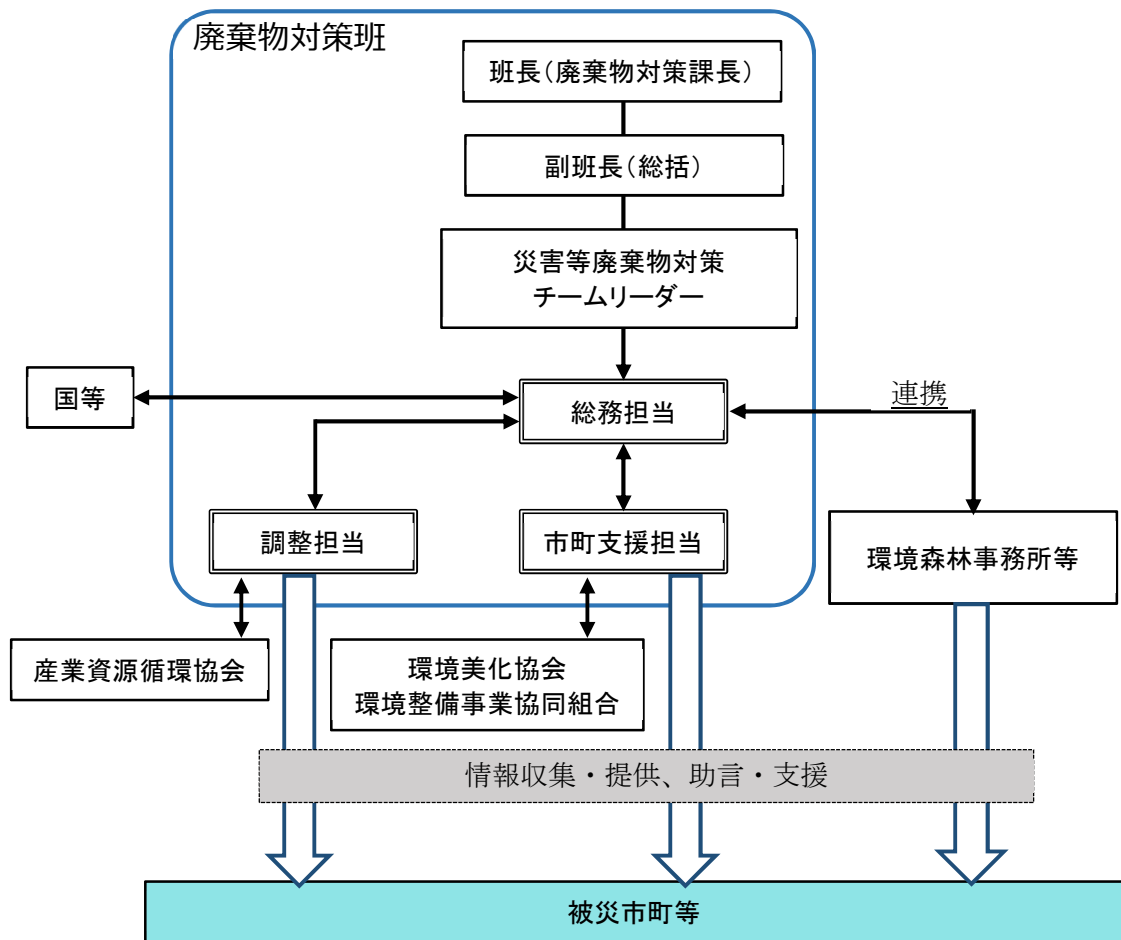 廃棄物対策班
班長（廃棄物対策課長）
副班長（総括）
災害等廃棄物対策
チームリーダー
国等
総務担当
連携
調整担当
市町支援担当
環境森林事務所等
産業資源循環協会
環境美化協会
環境整備事業協同組合
情報収集・提供、助言・支援
被災市町等